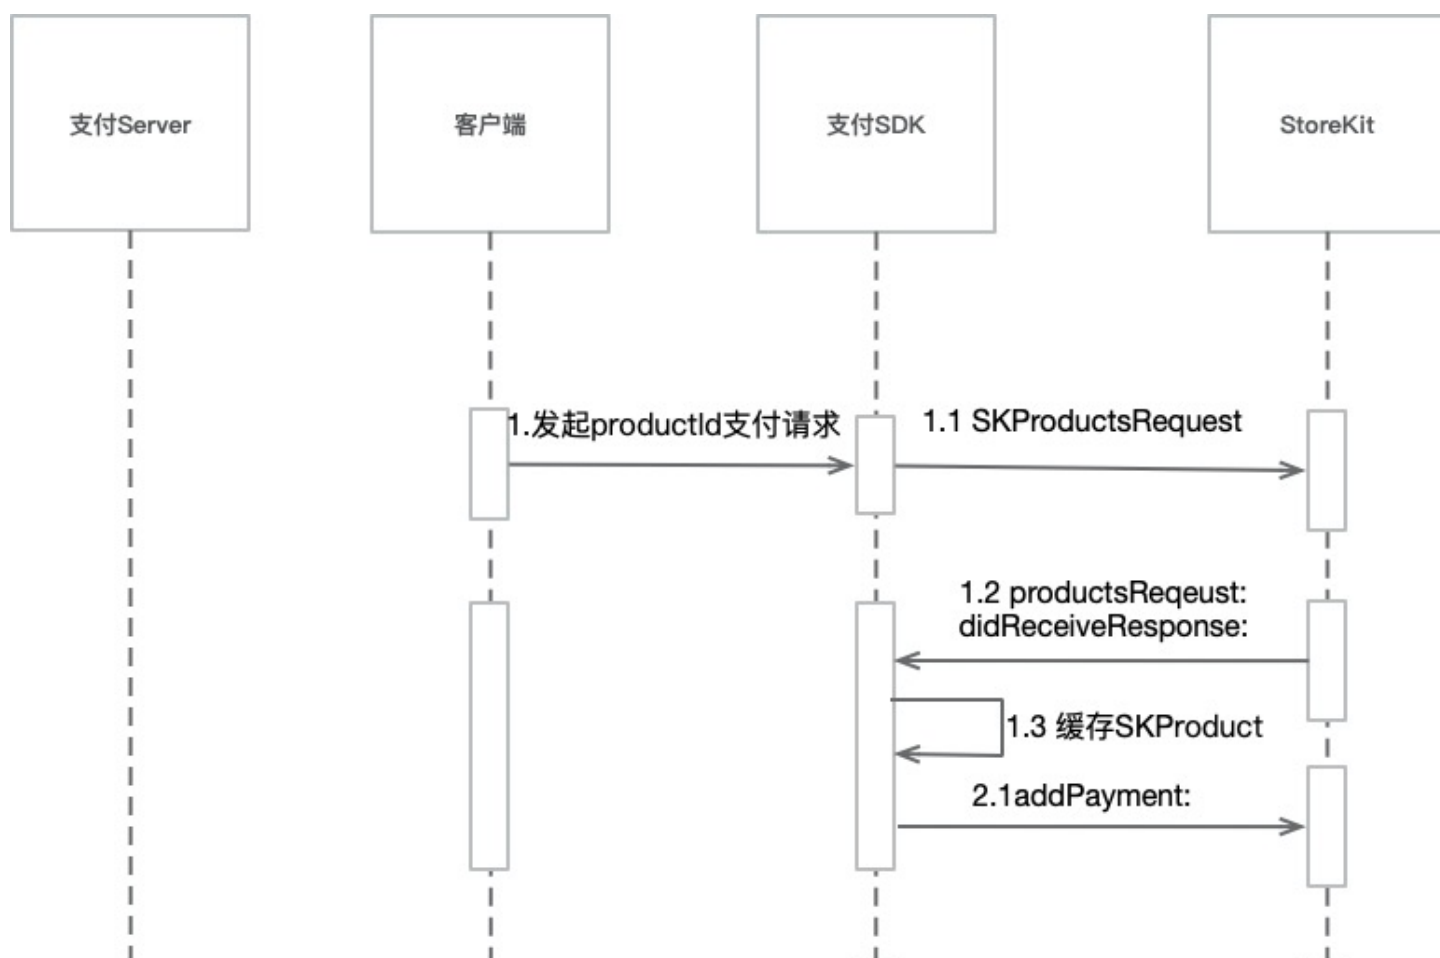 支付Server
客户端
支付SDK
StoreKit
1.发起productId支付请求
1.1 SKProductsRequest
1.2 productsReqeust:
didReceiveResponse:
1.3 缓存SKProduct
2.1addPayment: